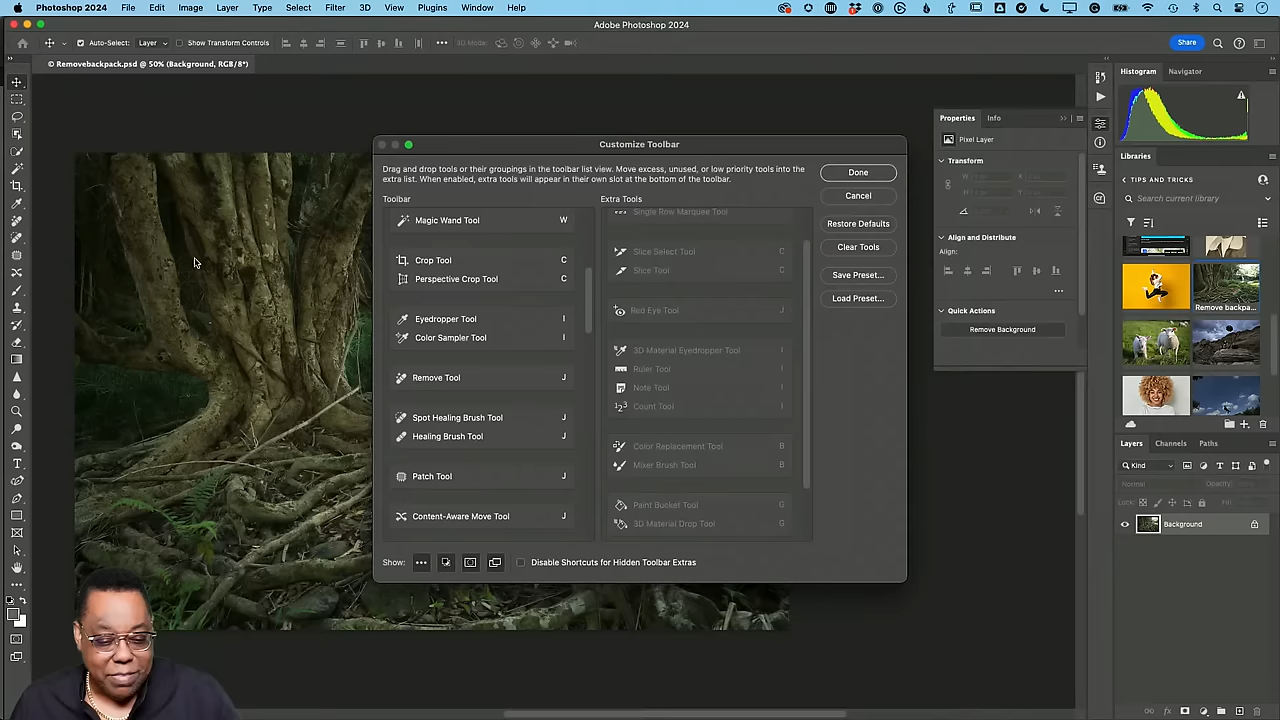 Photoshop 2024 File Edit Image Layer Type Select Filter 3D View Plugins Window Help
Adobe Photoshop 2024
Auto-Select: Layer Show Transform Controls 3D Mode: Share
© Removebackpack.psd @ 50% (Background, RGB/8*)
Histogram Navigator
Properties Info
Pixel Layer
Transform
Align and Distribute
Align:
Quick Actions
Remove Background
Libraries
TIPS AND TRICKS
Search current library
Remove backpa...
Layers Channels Paths
Kind
Normal Opacity:
Lock: Fill:
Background
Customize Toolbar
Drag and drop tools or their groupings in the toolbar list view. Move excess, unused, or low priority tools into the
extra list. When enabled, extra tools will appear in their own slot at the bottom of the toolbar.
Toolbar
Magic Wand Tool W
Crop Tool C
Perspective Crop Tool C
Eyedropper Tool I
Color Sampler Tool I
Remove Tool J
Spot Healing Brush Tool J
Healing Brush Tool J
Patch Tool J
Content-Aware Move Tool J
Extra Tools
Single Row Marquee Tool
Slice Select Tool C
Slice Tool C
Red Eye Tool J
3D Material Eyedropper Tool I
Ruler Tool I
Note Tool I
Count Tool I
Color Replacement Tool B
Mixer Brush Tool B
Paint Bucket Tool G
3D Material Drop Tool G
Done
Cancel
Restore Defaults
Clear Tools
Save Preset...
Load Preset...
Show: Disable Shortcuts for Hidden Toolbar Extras